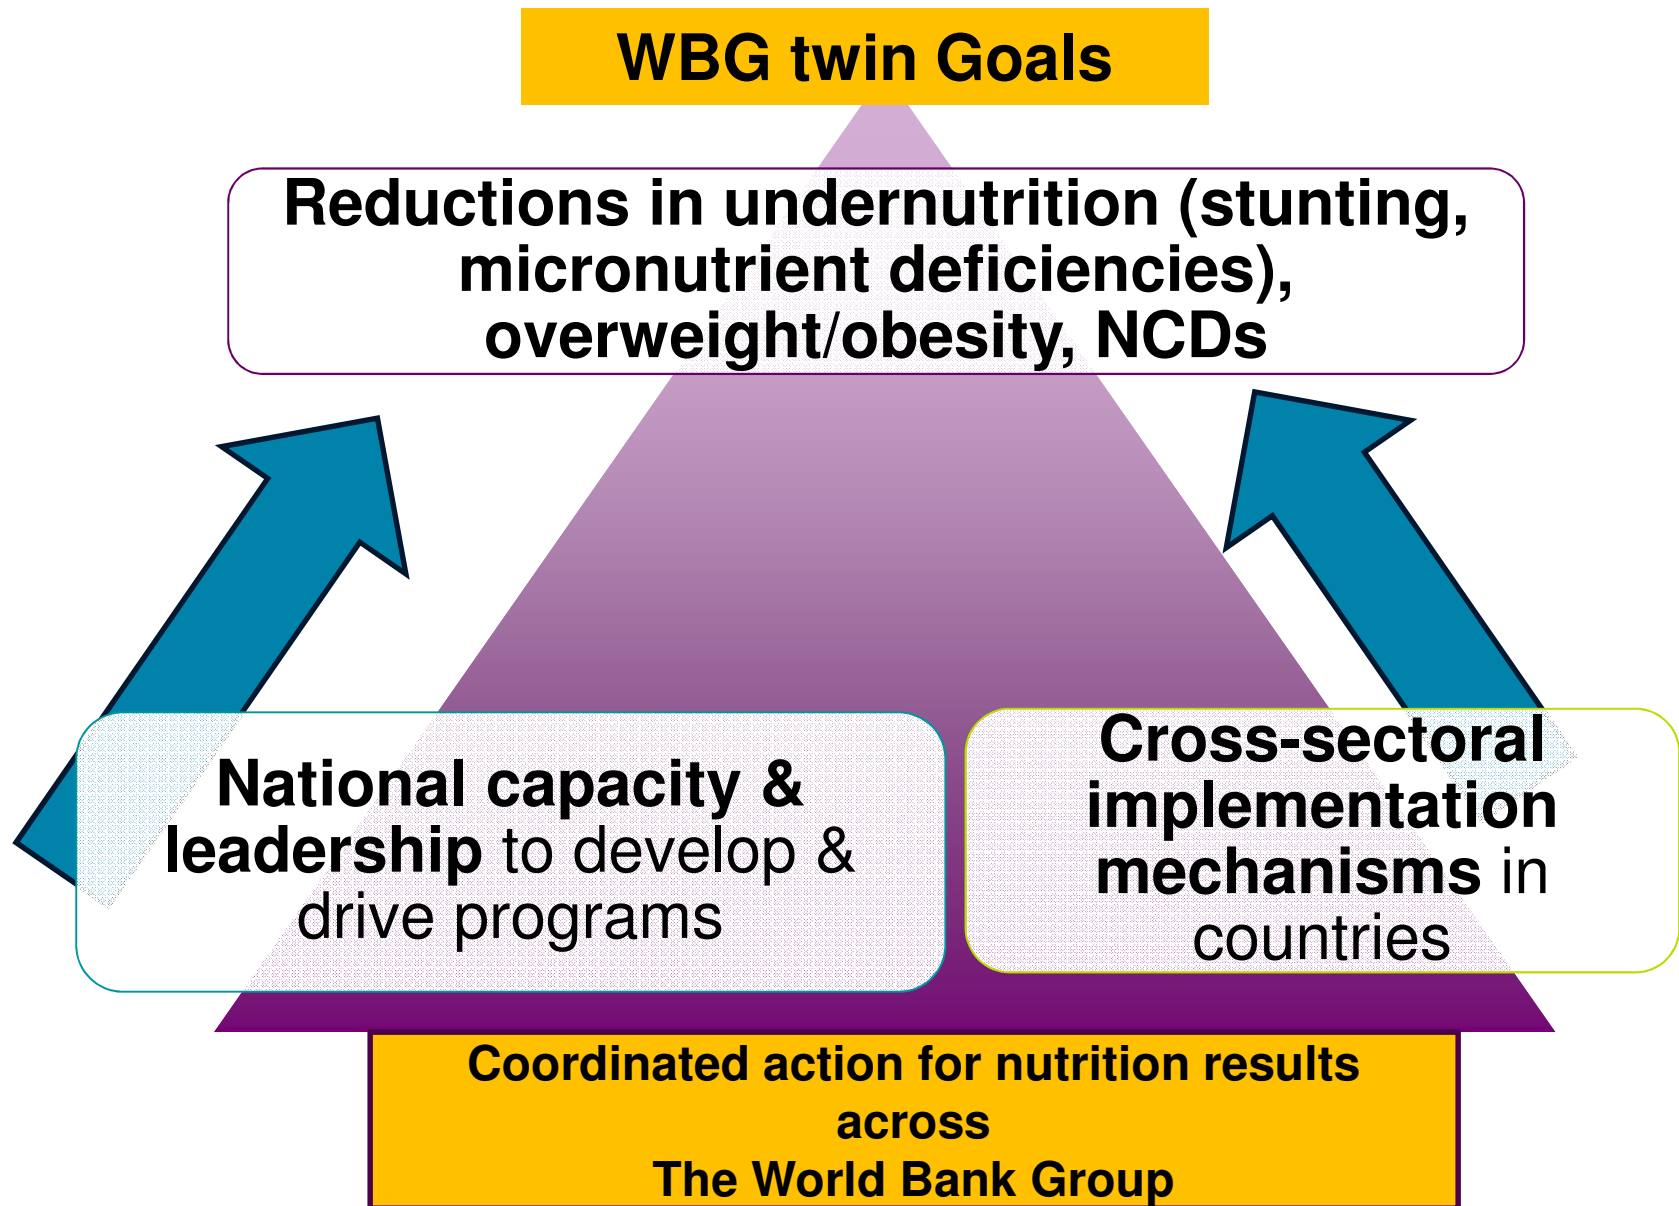 WBG twin Goals
Reductions in undernutrition (stunting,
micronutrient deficiencies),
overweight/obesity, NCDs
National capacity &
leadership to develop &
drive programs
Cross-sectoral
implementation
mechanisms in
countries
Coordinated action for nutrition results
across
The World Bank Group